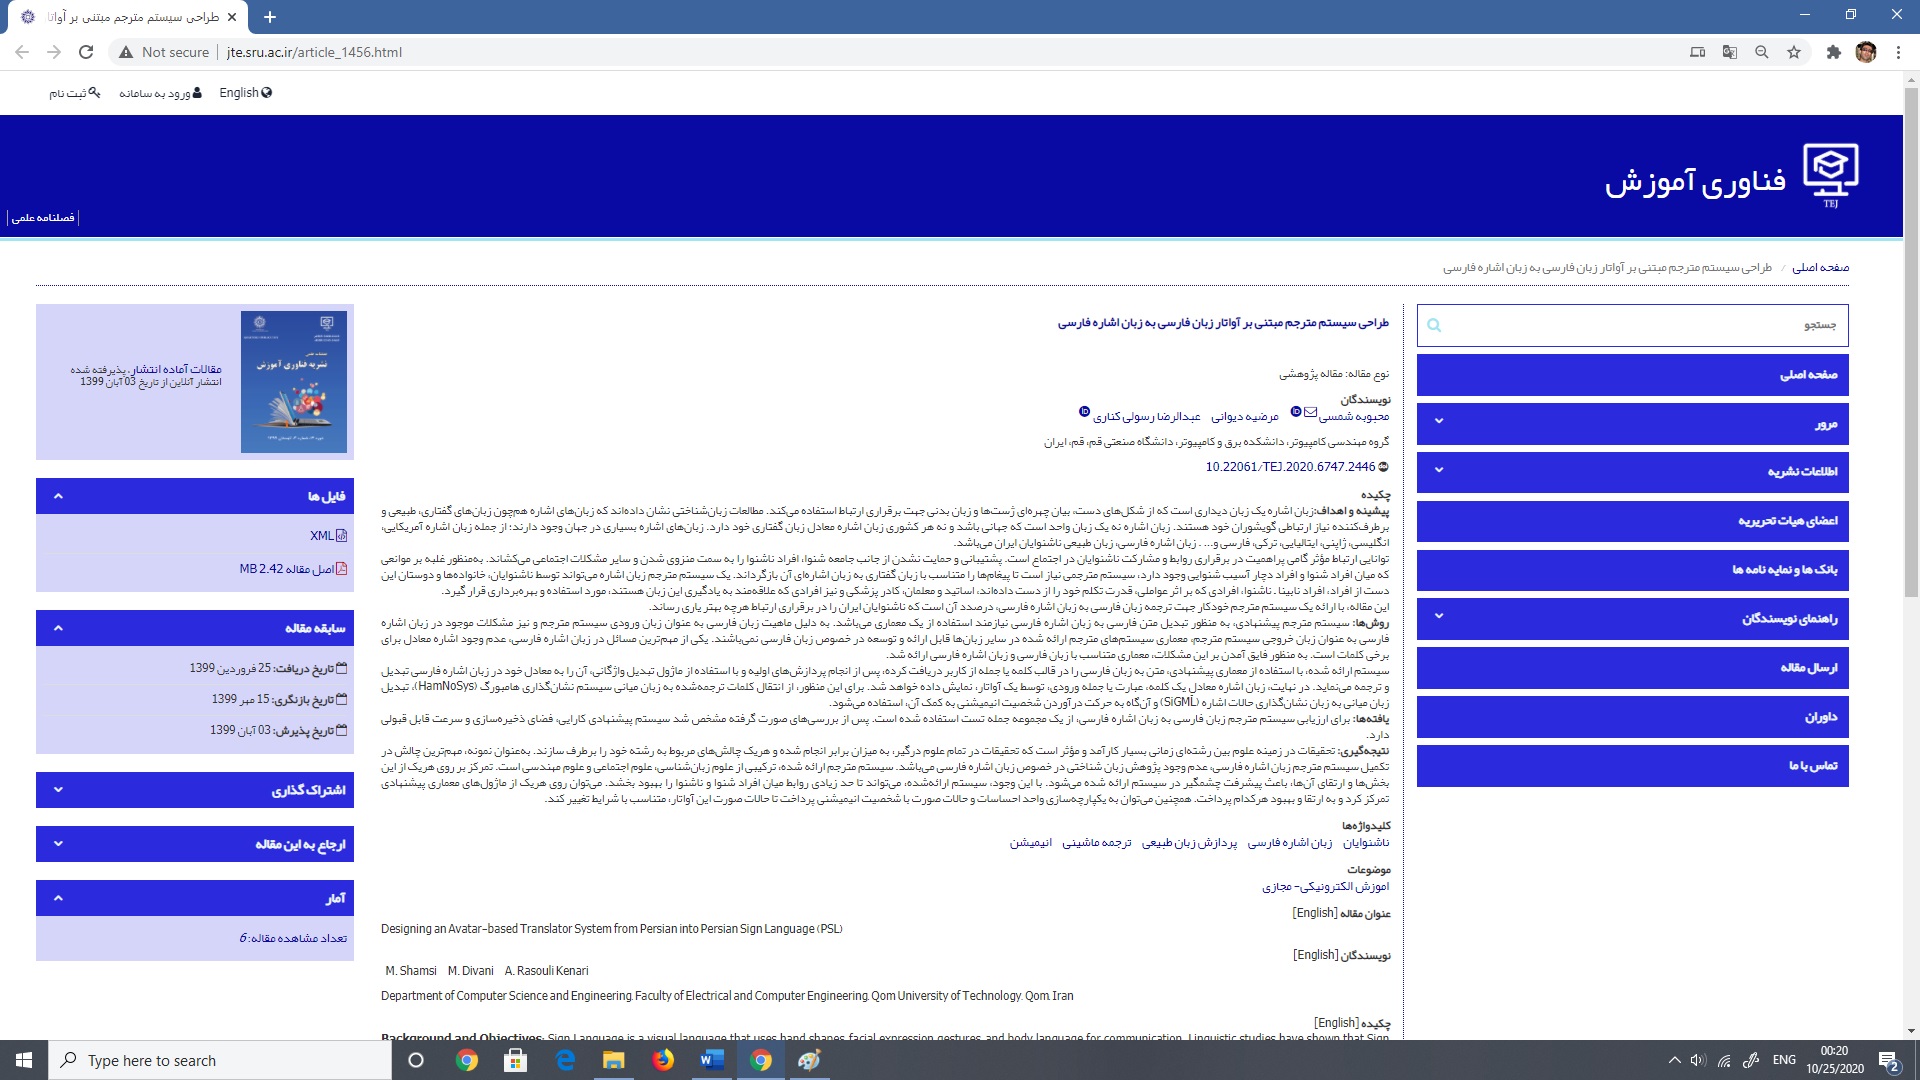 طراحی سیستم مترجم مبتنی بر آواتا
Not secure
jte.sru.ac.ir/article_1456.html
ثبت نام
ورود به سامانه
English
فناوری آموزش
TEJ
| فصلنامه علمی |
صفحه اصلی / طراحی سیستم مترجم مبتنی بر آواتار زبان فارسی به زبان اشاره فارسی
جستجو
صفحه اصلی
مرور
اطلاعات نشریه
اعضای هیات تحریریه
بانک ها و نمایه نامه ها
راهنمای نویسندگان
ارسال مقاله
داوران
تماس با ما
طراحی سیستم مترجم مبتنی بر آواتار زبان فارسی به زبان اشاره فارسی
نوع مقاله: مقاله پژوهشی
نویسندگان
محبوبه شمسی مرضیه دیوانی عبدالرضا رسولی کناری
گروه مهندسی کامپیوتر، دانشکده برق و کامپیوتر، دانشگاه صنعتی قم، قم، ایران
10.22061/TEJ.2020.6747.2446
چکیده
پیشینه و اهداف:زبان اشاره یک زبان دیداری است که از شکل‌های دست، بیان چهره‌ای ژست‌ها و زبان بدنی جهت برقراری ارتباط استفاده می‌کند. مطالعات زبان‌شناختی نشان داده‌اند که زبان‌های اشاره هم‌چون زبان‌های گفتاری، طبیعی و
برطرف‌کننده نیاز ارتباطی گویشوران خود هستند. زبان اشاره نه یک زبان واحد است که جهانی باشد و نه هر کشوری زبان اشاره معادل زبان گفتاری خود دارد. زبان‌های اشاره بسیاری در جهان وجود دارند؛ از جمله زبان اشاره آمریکایی،
انگلیسی، ژاپنی، ایتالیایی، ترکی، فارسی و... . زبان اشاره فارسی، زبان طبیعی ناشنوایان ایران می‌باشد.
توانایی ارتباط مؤثر گامی پراهمیت در برقراری روابط و مشارکت ناشنوایان در اجتماع است. پشتیبانی و حمایت نشدن از جانب جامعه شنوا، افراد ناشنوا را به سمت منزوی شدن و سایر مشکلات اجتماعی می‌کشاند. به‌منظور غلبه بر موانعی
که میان افراد شنوا و افراد دچار آسیب شنوایی وجود دارد، سیستم مترجمی نیاز است تا پیغام‌ها را متناسب با زبان گفتاری به زبان اشاره‌ای آن بازگرداند. یک سیستم مترجم زبان اشاره می‌تواند توسط ناشنوایان، خانواده‌ها و دوستان این
دست از افراد، افراد نابینا ـ ناشنوا، افرادی که بر اثر عواملی، قدرت تکلم خود را از دست داده‌اند، اساتید و معلمان، کادر پزشکی و نیز افرادی که علاقه‌مند به یادگیری این زبان هستند، مورد استفاده و بهره‌برداری قرار گیرد.
این مقاله، با ارائه یک سیستم مترجم خودکار جهت ترجمه زبان فارسی به زبان اشاره فارسی، درصدد آن است که ناشنوایان ایران را در برقراری ارتباط هرچه بهتر یاری رساند.
روش‌ها: سیستم مترجم پیشنهادی، به منظور تبدیل متن فارسی به زبان اشاره فارسی نیازمند استفاده از یک معماری می‌باشد. به دلیل ماهیت زبان فارسی به عنوان زبان ورودی سیستم مترجم و نیز مشکلات موجود در زبان اشاره
فارسی به عنوان زبان خروجی سیستم مترجم، معماری سیستم‌های مترجم ارائه شده در سایر زبان‌ها قابل ارائه و توسعه در خصوص زبان فارسی نمی‌باشند. یکی از مهم‌ترین مسائل در زبان اشاره فارسی، عدم وجود اشاره معادل برای
برخی کلمات است. به منظور فایق آمدن بر این مشکلات، معماری متناسب با زبان فارسی و زبان اشاره فارسی ارائه شد.
سیستم ارائه شده، با استفاده از معماری پیشنهادی، متن به زبان فارسی را در قالب کلمه یا جمله از کاربر دریافت کرده، پس از انجام پردازش‌های اولیه و با استفاده از ماژول تبدیل واژگانی، آن را به معادل خود در زبان اشاره فارسی تبدیل
و ترجمه می‌نماید. در نهایت، زبان اشاره معادل یک کلمه، عبارت یا جمله ورودی، توسط یک آواتار، نمایش داده خواهد شد. برای این منظور، از انتقال کلمات ترجمه‌شده به زبان میانی سیستم نشان‌گذاری هامبورگ (HamNoSys)، تبدیل
زبان میانی به زبان نشان‌گذاری حالات اشاره (SiGML) و آن‌گاه به حرکت درآوردن شخصیت انیمیشنی به کمک آن، استفاده می‌شود.
یافته‌ها: برای ارزیابی سیستم مترجم زبان فارسی به زبان اشاره فارسی، از یک مجموعه جمله تست استفاده شده است. پس از بررسی‌های صورت گرفته مشخص شد سیستم پیشنهادی کارایی، فضای ذخیره‌سازی و سرعت قابل قبولی
دارد.
نتیجه‌گیری: تحقیقات در زمینه علوم بین رشته‌ای زمانی بسیار کارآمد و مؤثر است که تحقیقات در تمام علوم درگیر، به میزان برابر انجام شده و هریک چالش‌های مربوط به رشته خود را برطرف سازند. به‌عنوان نمونه، مهم‌ترین چالش در
تکمیل سیستم مترجم زبان اشاره فارسی، عدم وجود پژوهش زبان شناختی در خصوص زبان اشاره فارسی می‌باشد. سیستم مترجم ارائه شده، ترکیبی از علوم زبان‌شناسی، علوم اجتماعی و علوم مهندسی است. تمرکز بر روی هریک از این
بخش‌ها و ارتقای آن‌ها، باعث پیشرفت چشمگیر در سیستم ارائه شده می‌شود. با این وجود، سیستم ارائه‌شده، می‌تواند تا حد زیادی روابط میان افراد شنوا و ناشنوا را بهبود بخشد. می‌توان روی هریک از ماژول‌های معماری پیشنهادی
تمرکز کرد و به ارتقا و بهبود هرکدام پرداخت. همچنین می‌توان به یکپارچه‌سازی واحد احساسات و حالات صورت با شخصیت انیمیشنی پرداخت تا حالات صورت این آواتار، متناسب با شرایط تغییر کند.
کلیدواژه‌ها
ناشنوایان زبان اشاره فارسی پردازش زبان طبیعی ترجمه ماشینی انیمیشن
موضوعات
اموزش الکترونیکی- مجازی
عنوان مقاله [English]
Designing an Avatar-based Translator System from Persian into Persian Sign Language (PSL)
نویسندگان [English]
M. Shamsi M. Divani A. Rasouli Kenari
Department of Computer Science and Engineering, Faculty of Electrical and Computer Engineering, Qom University of Technology, Qom, Iran
چکیده [English]
Background and Objectives: Sign Language is a visual language that uses hand shapes, facial expression, gestures and body language for communication. Linguistic studies have shown that Sign
نشریه فناوری آموزش
مقالات آماده انتشار، پذیرفته شده
انتشار آنلاین از تاریخ 03 آبان 1399
فایل ها
XML
اصل مقاله 2.42 MB
سابقه مقاله
تاریخ دریافت: 25 فروردین 1399
تاریخ بازنگری: 15 مهر 1399
تاریخ پذیرش: 03 آبان 1399
اشتراک گذاری
ارجاع به این مقاله
آمار
تعداد مشاهده مقاله: 6
Type here to search
ENG
00:20
10/25/2020
2